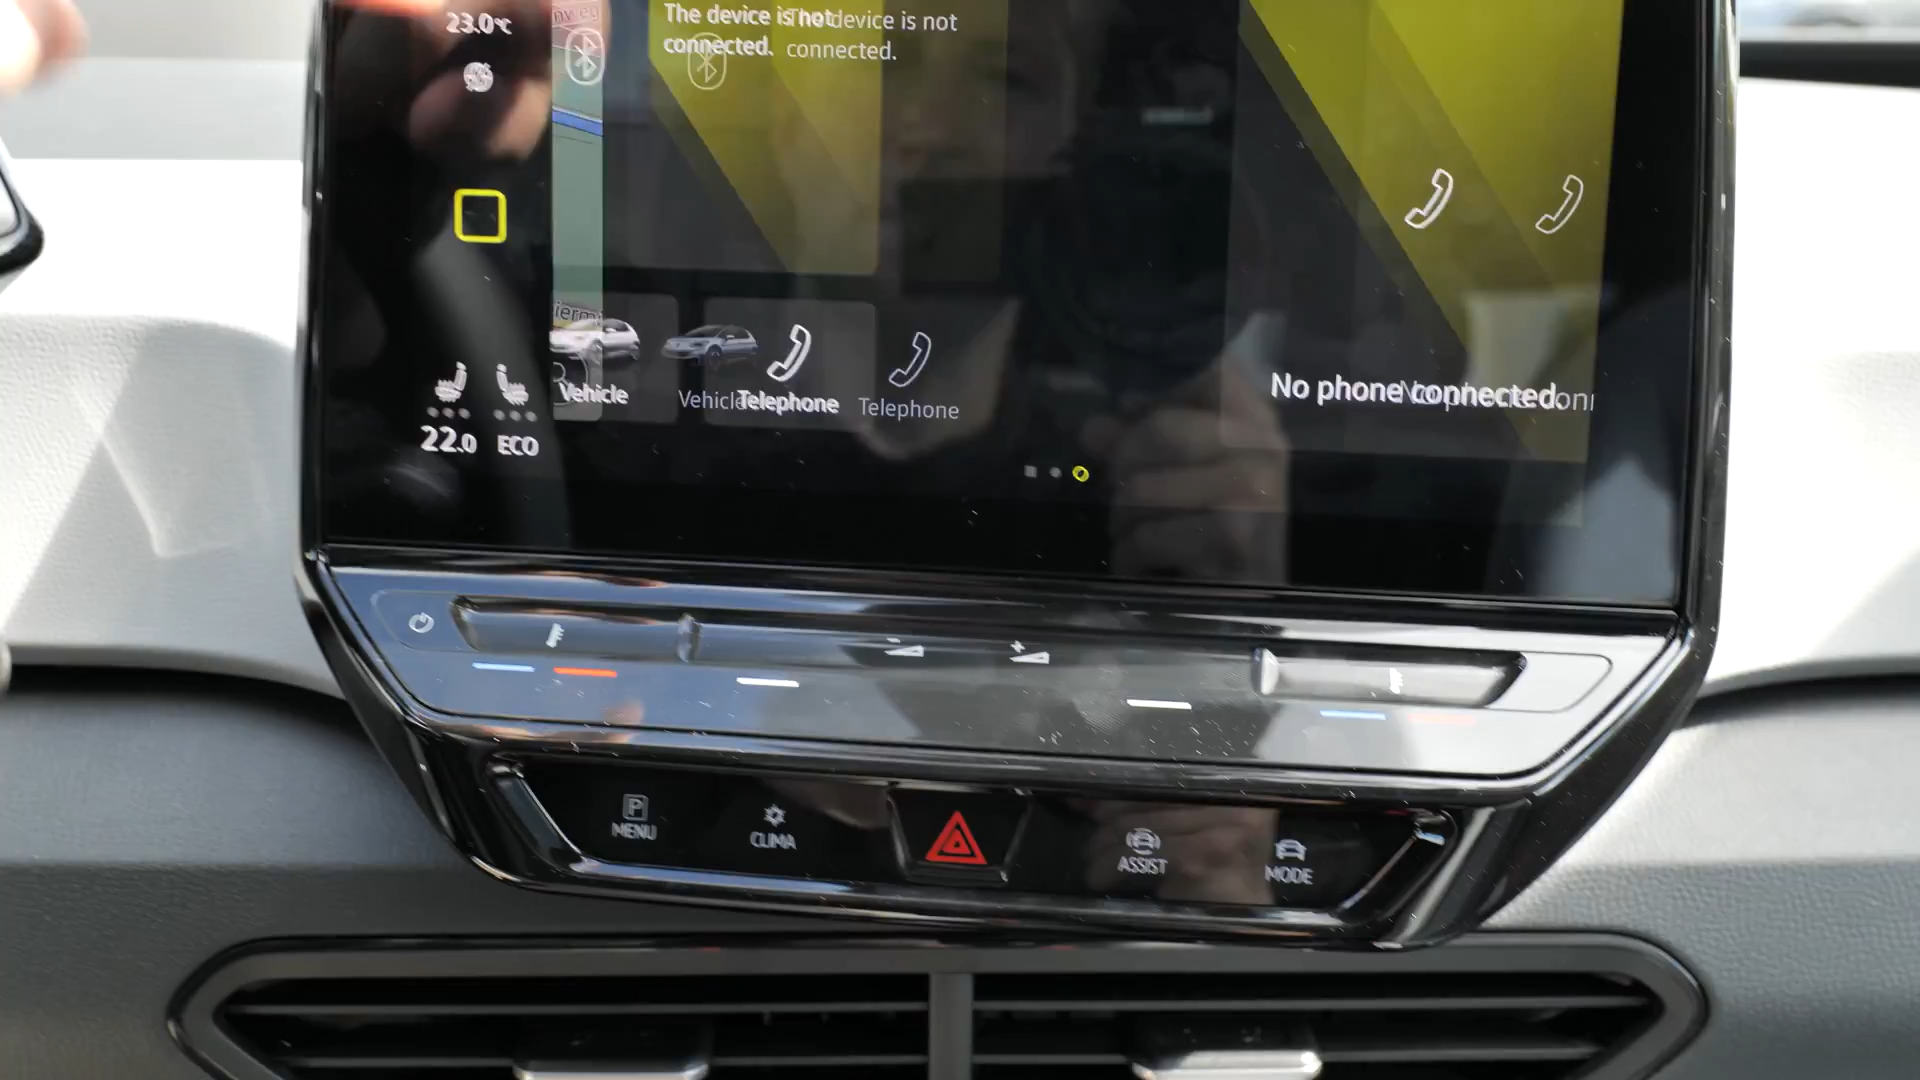 23.0°C
The device is not
connected.
The device is not
connected.
Vehicle
Vehicle
Telephone
Telephone
No phone connected.
22.0
ECO
P
MENU
CLIMA
ASSIST
MODE